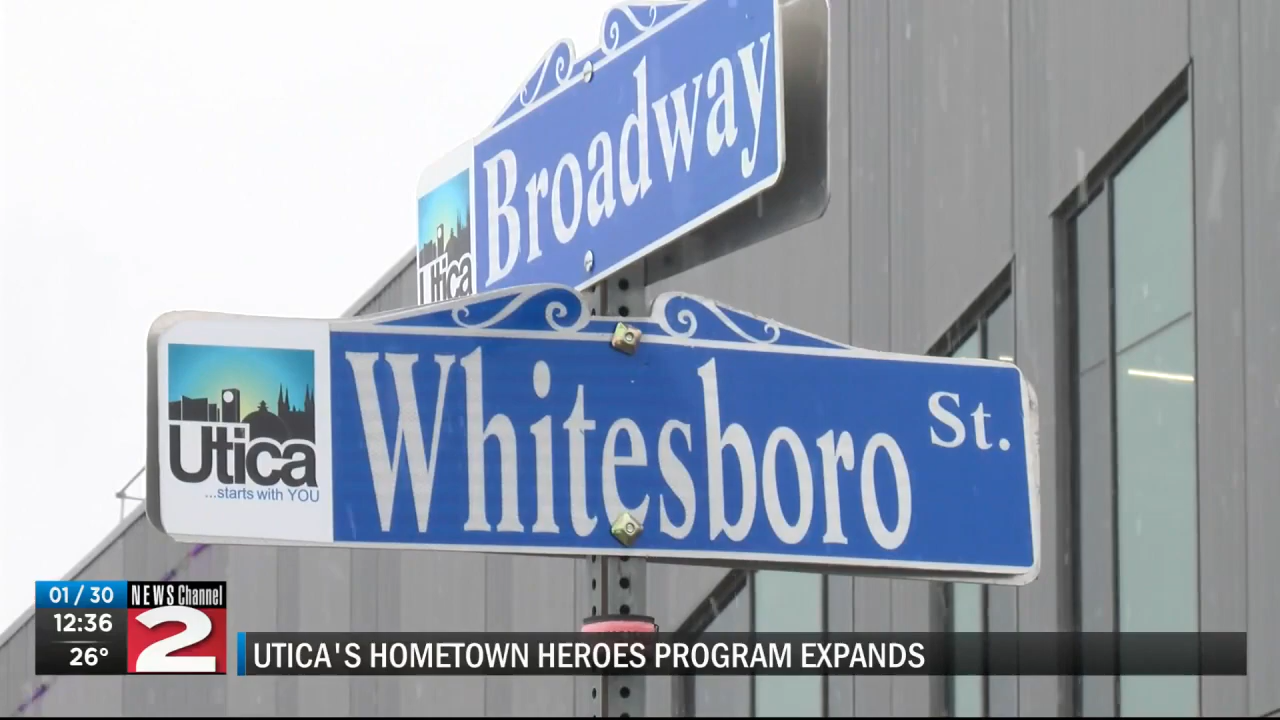 Broadway
Utica
Whitesboro St.
Utica
...starts with YOU
01 / 30
NEWS Channel
12:36
2
26°
UTICA'S HOMETOWN HEROES PROGRAM EXPANDS